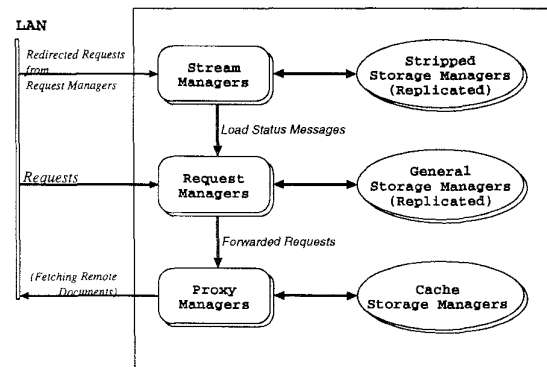 LAN
Redirected Requests
from
Request Managers
Stream
Managers
Stripped
Storage Managers
(Replicated)
Load Status Messages
Requests
Request
Managers
General
Storage Managers
(Replicated)
Forwarded Requests
(Fetching Remote
Documents)
Proxy
Managers
Cache
Storage Managers